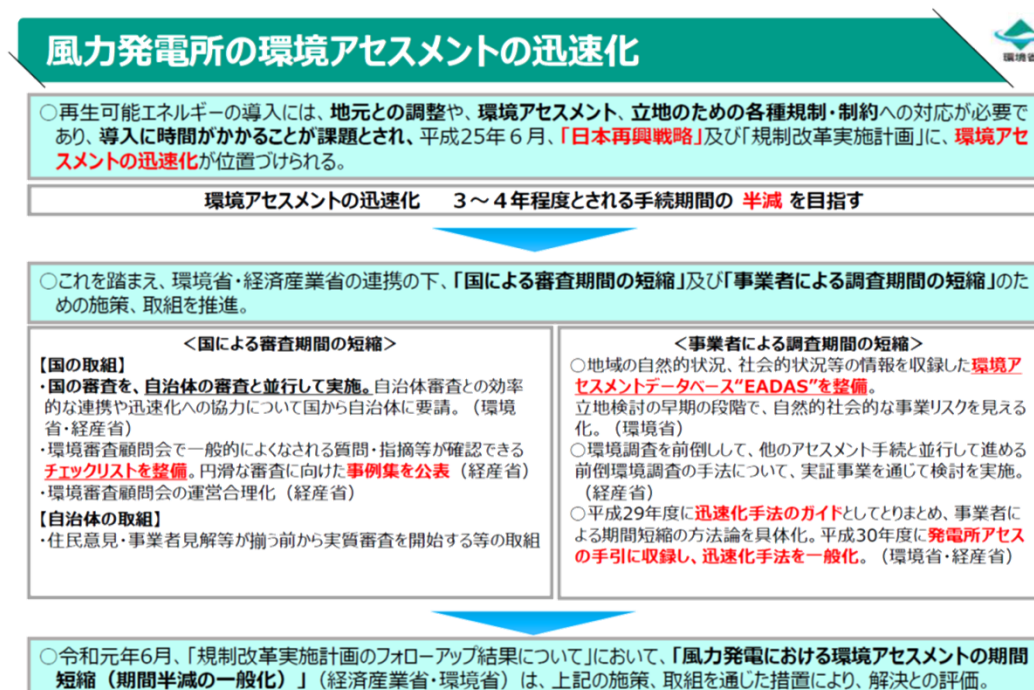 風力発電所の環境アセスメントの迅速化
環境省
○再生可能エネルギーの導入には、地元との調整や、環境アセスメント、立地のための各種規制・制約への対応が必要で
あり、導入に時間がかかることが課題とされ、平成25年６月、「日本再興戦略」及び「規制改革実施計画」に、環境アセ
スメントの迅速化が位置づけられる。
環境アセスメントの迅速化　３～４年程度とされる手続期間の 半減 を目指す
○これを踏まえ、環境省・経済産業省の連携の下、「国による審査期間の短縮」及び「事業者による調査期間の短縮」のた
めの施策、取組を推進。
＜国による審査期間の短縮＞
【国の取組】
・国の審査を、自治体の審査と並行して実施。自治体審査との効率
的な連携や迅速化への協力について国から自治体に要請。（環境
省・経産省）
・環境審査顧問会で一般的によくなされる質問・指摘等が確認できる
チェックリストを整備。円滑な審査に向けた事例集を公表（経産省）
・環境審査顧問会の運営合理化（経産省）
【自治体の取組】
・住民意見・事業者見解等が揃う前から実質審査を開始する等の取組
＜事業者による調査期間の短縮＞
○地域の自然的状況、社会的状況等の情報を収録した環境ア
セスメントデータベース“EADAS”を整備。
立地検討の早期の段階で、自然的社会的な事業リスクを見える
化。（環境省）
○環境調査を前倒しして、他のアセスメント手続と並行して進める
前倒環境調査の手法について、実証事業を通じて検討を実施。
（経産省）
○平成29年度に迅速化手法のガイドとしてとりまとめ、事業者に
よる期間短縮の方法論を具体化。平成30年度に発電所アセス
の手引に収録し、迅速化手法を一般化。（環境省・経産省）
○令和元年6月、「規制改革実施計画のフォローアップ結果について」において、「風力発電における環境アセスメントの期間
短縮（期間半減の一般化）」（経済産業省・環境省）は、上記の施策、取組を通じた措置により、解決との評価。